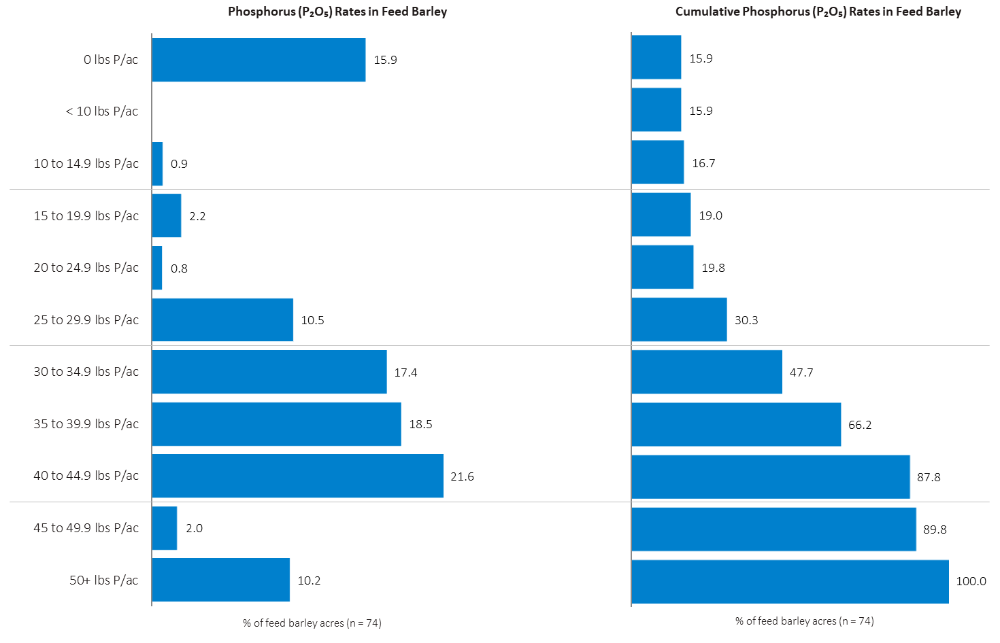 Phosphorus (P₂O₅) Rates in Feed Barley
0 lbs P/ac 15.9
< 10 lbs P/ac
10 to 14.9 lbs P/ac 0.9
15 to 19.9 lbs P/ac 2.2
20 to 24.9 lbs P/ac 0.8
25 to 29.9 lbs P/ac 10.5
30 to 34.9 lbs P/ac 17.4
35 to 39.9 lbs P/ac 18.5
40 to 44.9 lbs P/ac 21.6
45 to 49.9 lbs P/ac 2.0
50+ lbs P/ac 10.2
% of feed barley acres (n = 74)
Cumulative Phosphorus (P₂O₅) Rates in Feed Barley
15.9
15.9
16.7
19.0
19.8
30.3
47.7
66.2
87.8
89.8
100.0
% of feed barley acres (n = 74)